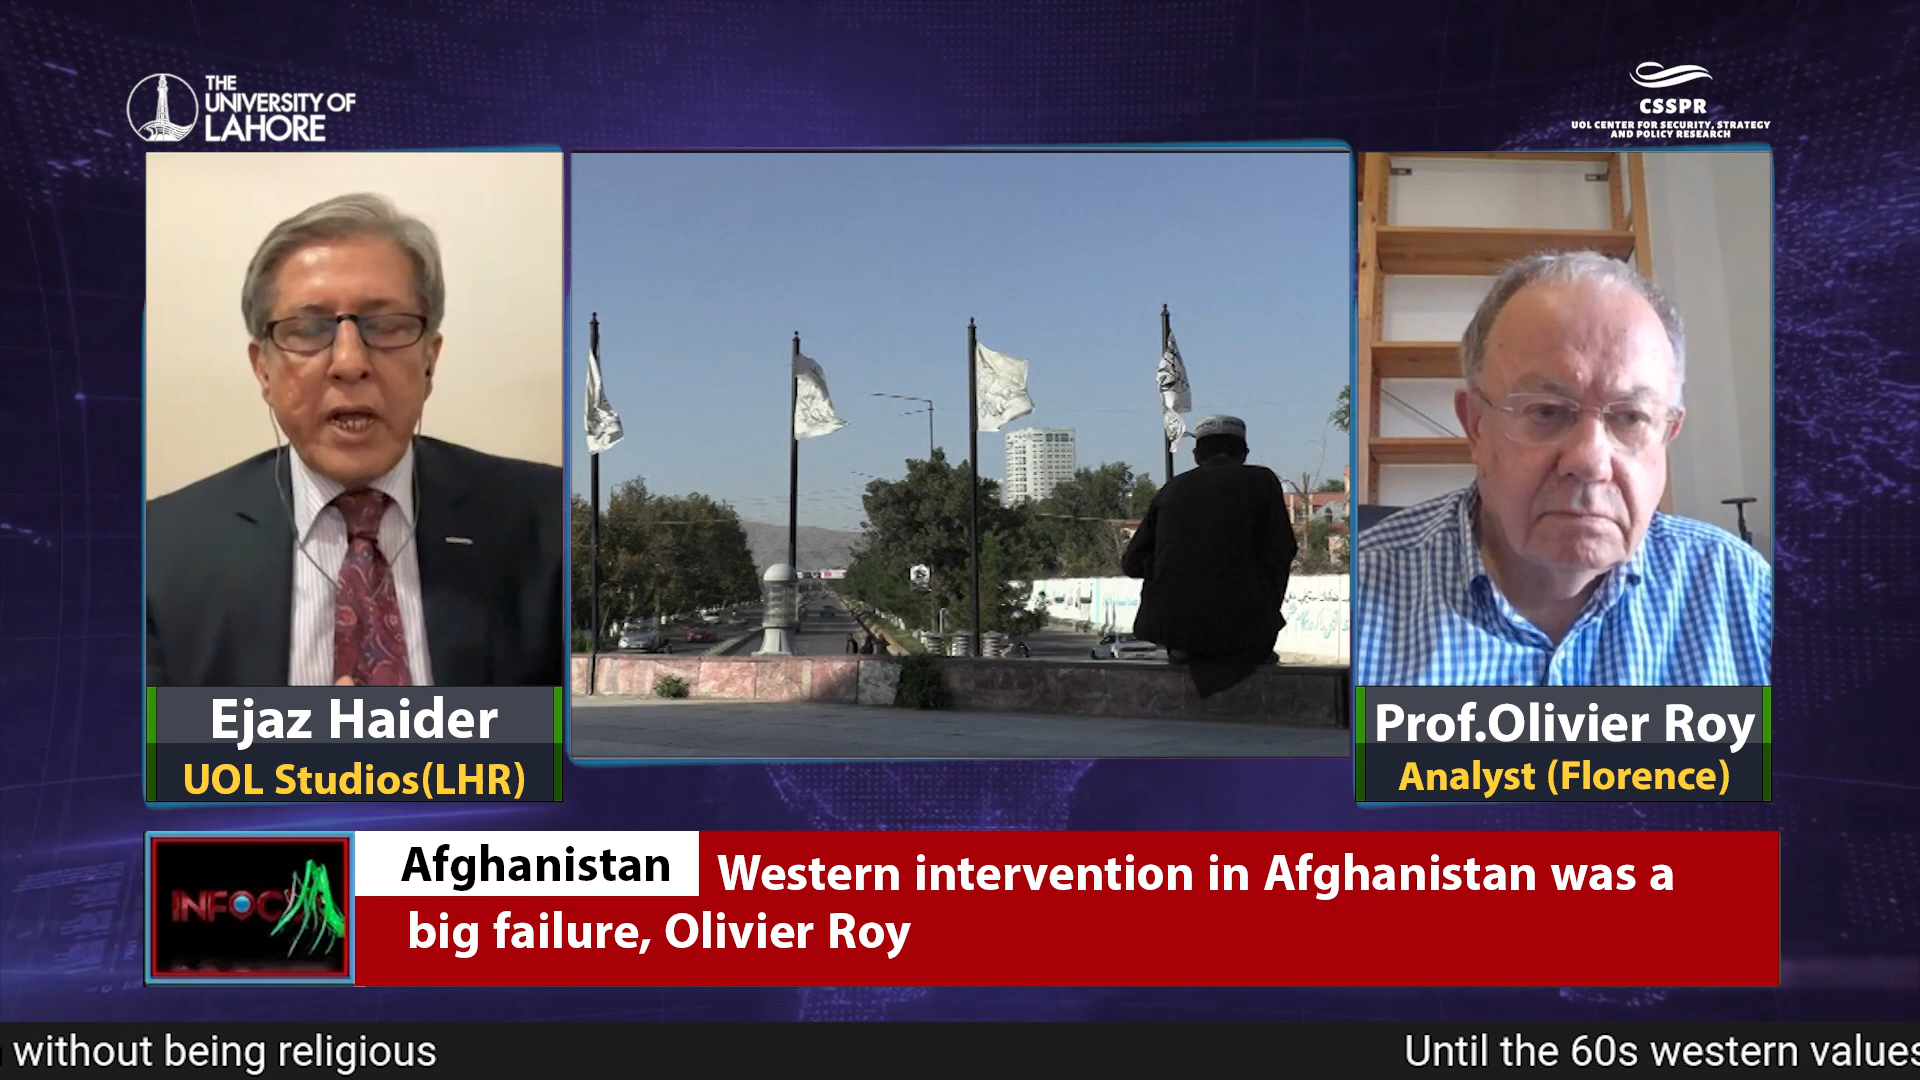 THE
UNIVERSITY OF
LAHORE
CSSPR
UOL CENTER FOR SECURITY, STRATEGY
AND POLICY RESEARCH
Ejaz Haider
UOL Studios(LHR)
Prof.Olivier Roy
Analyst (Florence)
Afghanistan
Western intervention in Afghanistan was a
big failure, Olivier Roy
without being religious
Until the 60s western values